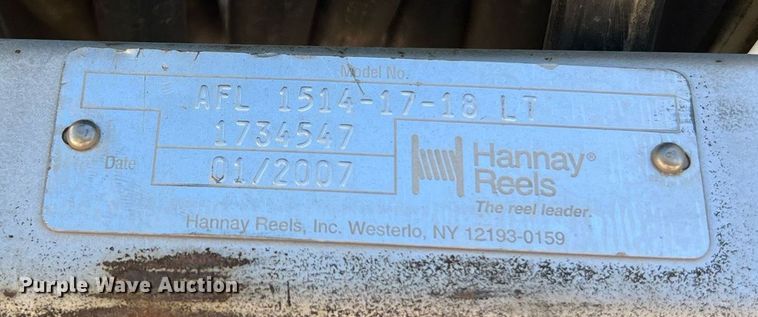 Model No.
AFL 1514-17-18 LT
1734547
Date 01/2007
Hannay®
Reels
The reel leader.
Hannay Reels, Inc. Westerlo, NY 12193-0159
Purple Wave Auction